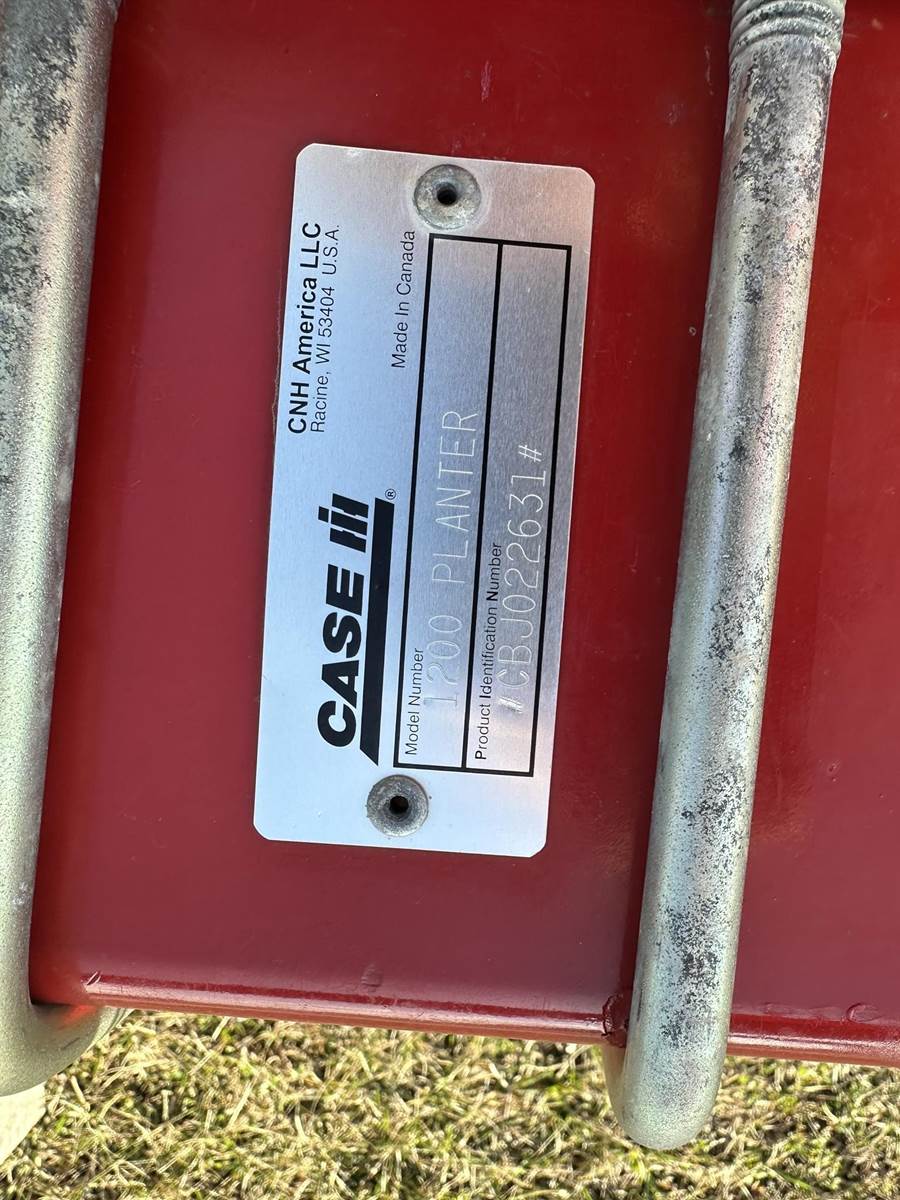 CASE IH®
CNH America LLC
Racine, WI 53404 U.S.A.
Made In Canada
Model Number
1200 PLANTER
Product Identification Number
#CBJ022631#